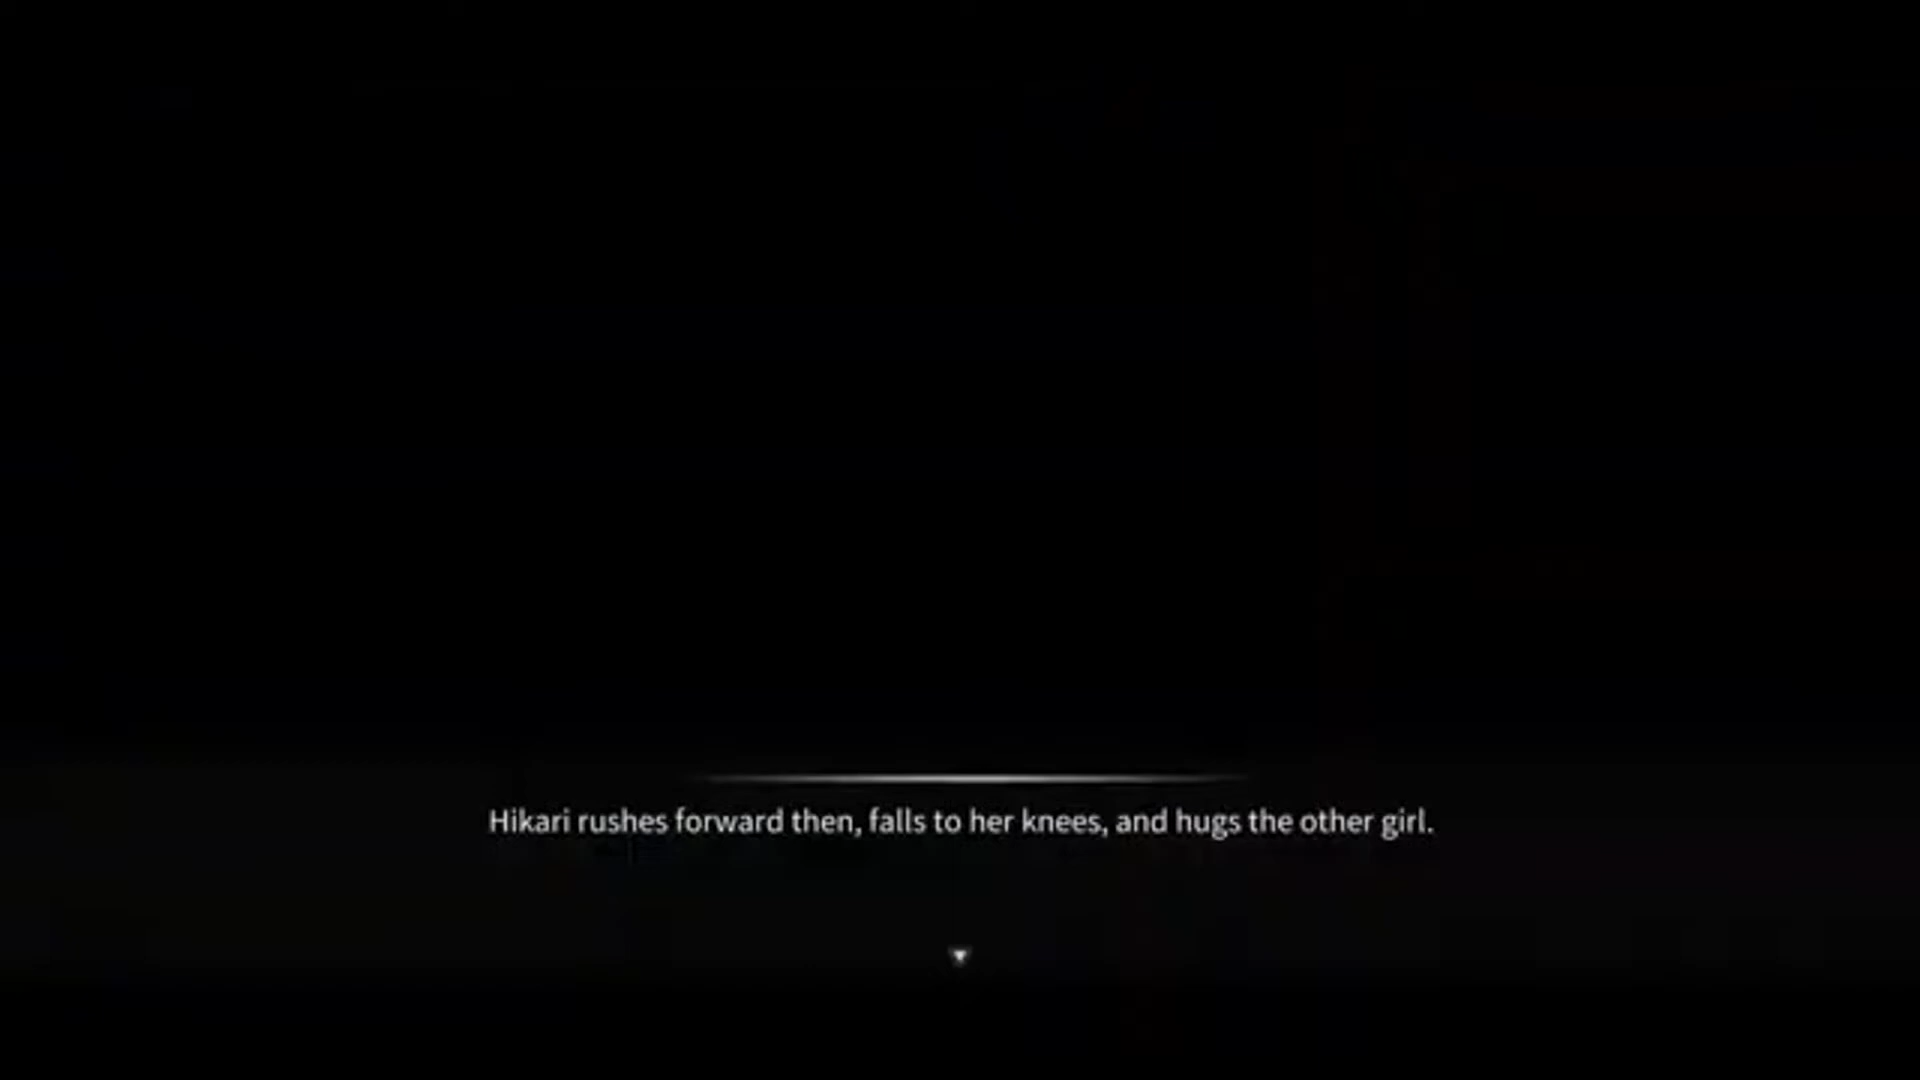 Hikari rushes forward then, falls to her knees, and hugs the other girl.